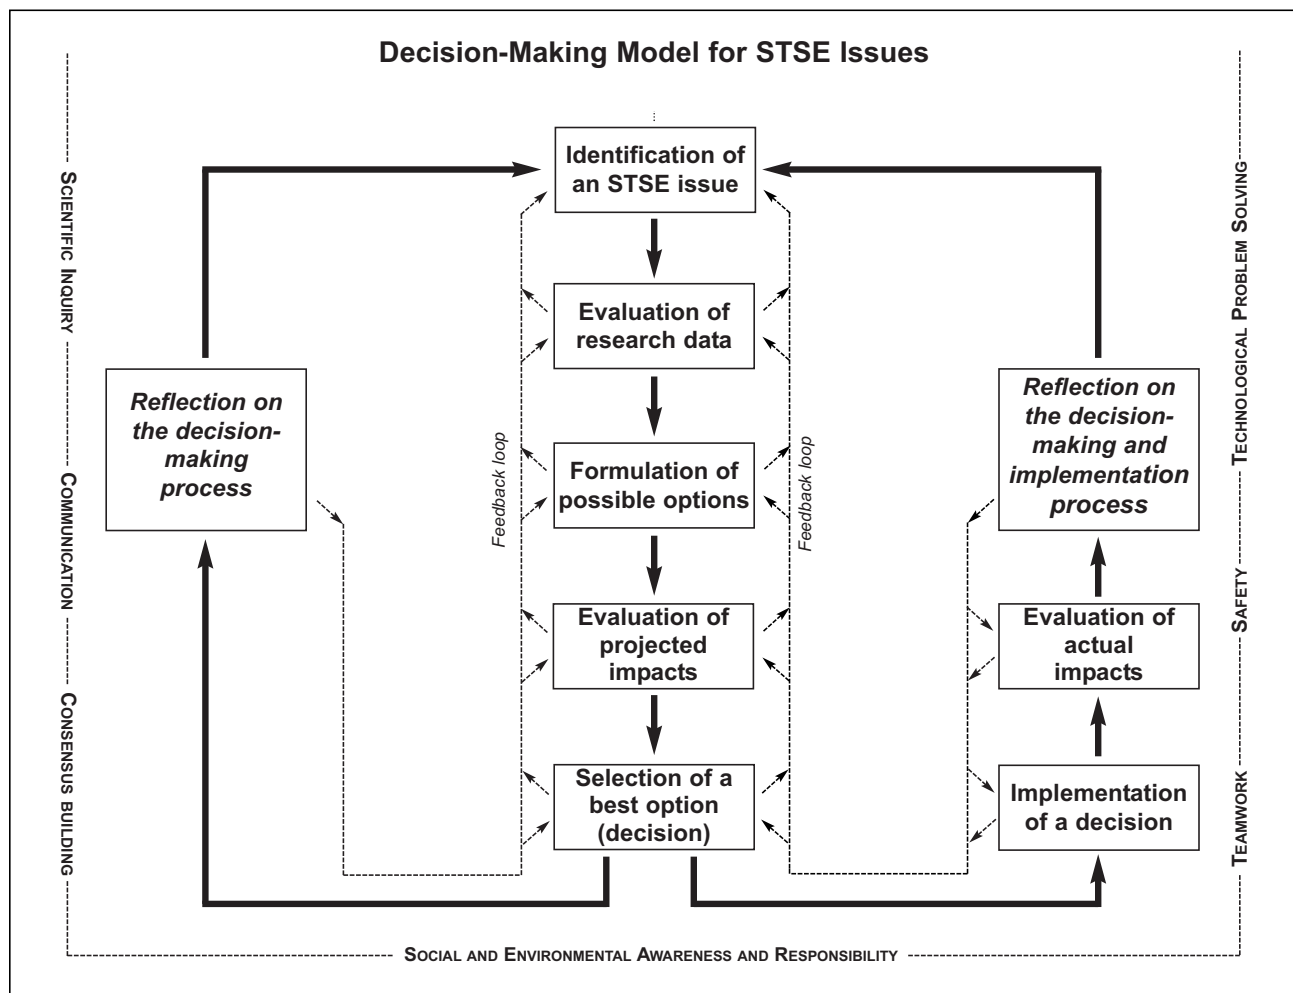 Decision-Making Model for STSE Issues
Identification of
an STSE issue
Evaluation of
research data
Formulation of
possible options
Evaluation of
projected
impacts
Selection of a
best option
(decision)
Reflection on
the decision-
making
process
Reflection on
the decision-
making and
implementation
process
Evaluation of
actual
impacts
Implementation
of a decision
Feedback loop
Feedback loop
SCIENTIFIC INQUIRY
COMMUNICATION
CONSENSUS BUILDING
TECHNOLOGICAL PROBLEM SOLVING
SAFETY
TEAMWORK
SOCIAL AND ENVIRONMENTAL AWARENESS AND RESPONSIBILITY